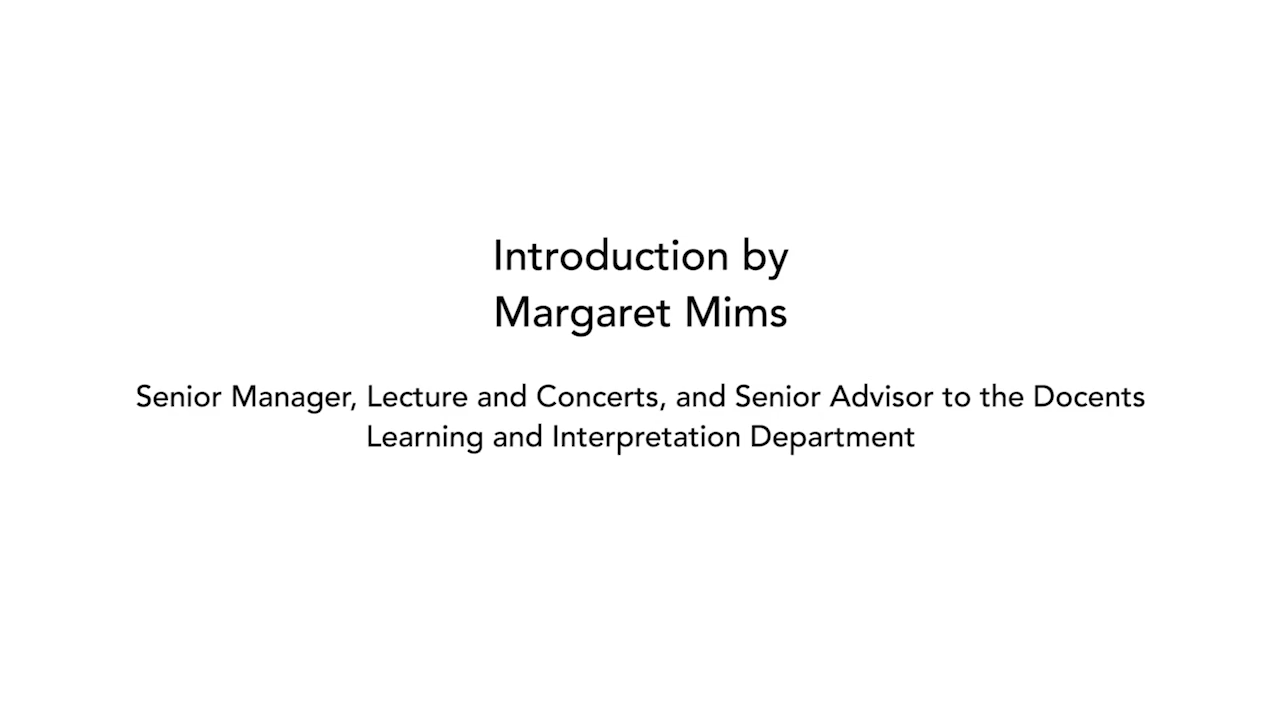 Introduction by
Margaret Mims
Senior Manager, Lecture and Concerts, and Senior Advisor to the Docents
Learning and Interpretation Department